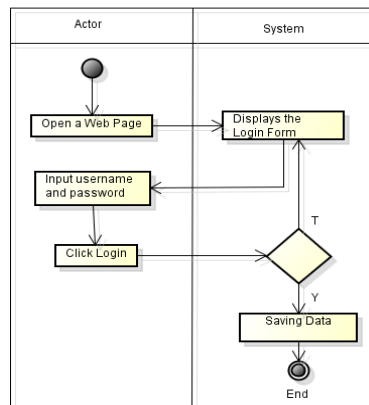 Actor
System
Open a Web Page
Displays the
Login Form
Input username
and password
T
Click Login
Y
Saving Data
End